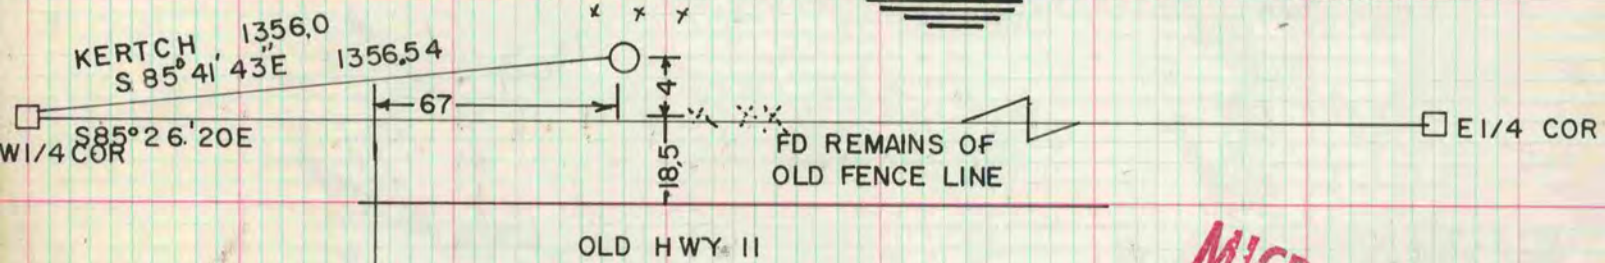 KERTCH 1356.0
S 85° 41' 43"E 1356.54
67
4
S85° 26.'20E
W1/4 COR
18.5
FD REMAINS OF
OLD FENCE LINE
E1/4 COR
OLD HWY 11